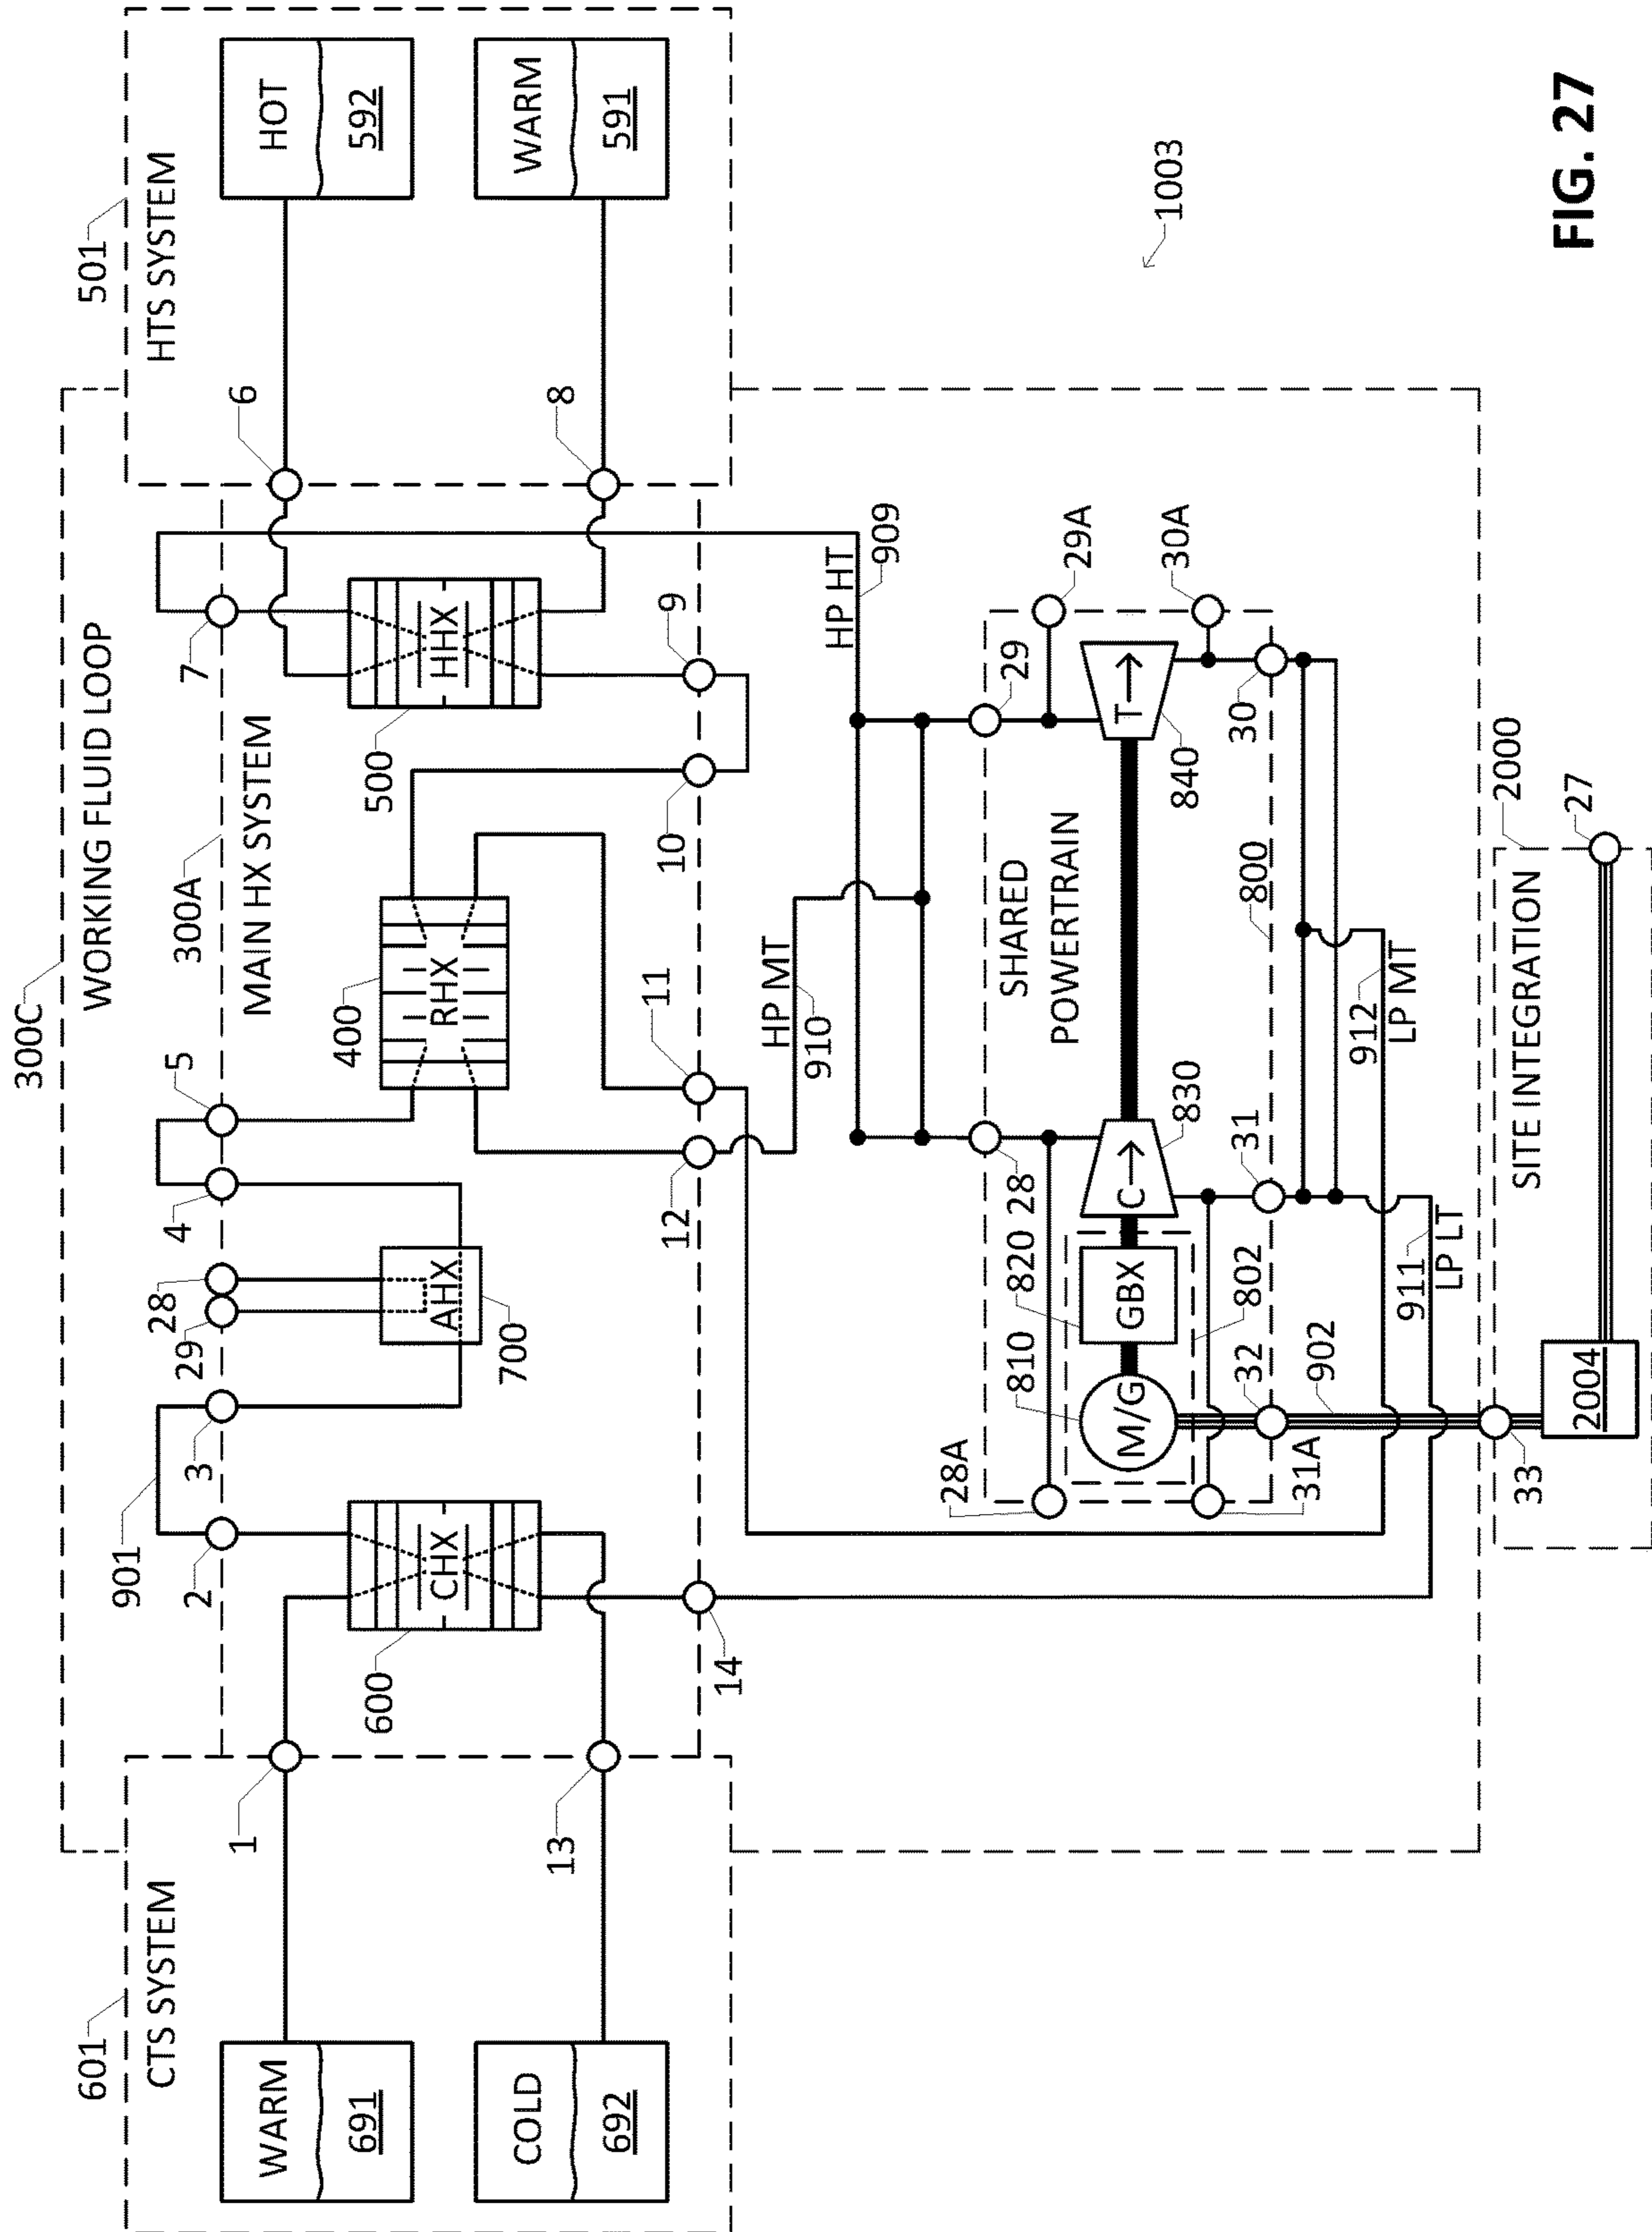 300C
WORKING FLUID LOOP
601
CTS SYSTEM
WARM
691
COLD
692
1
13
901
2
3
29
28
4
5
300A
MAIN HX SYSTEM
7
501
HTS SYSTEM
HOT
592
WARM
591
6
8
CHX
600
AHX
700
RHX
400
HHX
500
14
12
11
10
9
HP MT
910
HP HT
909
28A
28
29
29A
SHARED
POWERTRAIN
810
M/G
820
GBX
802
C
830
T
840
30A
31A
32
31
800
30
902
911
LP LT
912
LP MT
33
2004
SITE INTEGRATION
2000
27
1003
FIG. 27